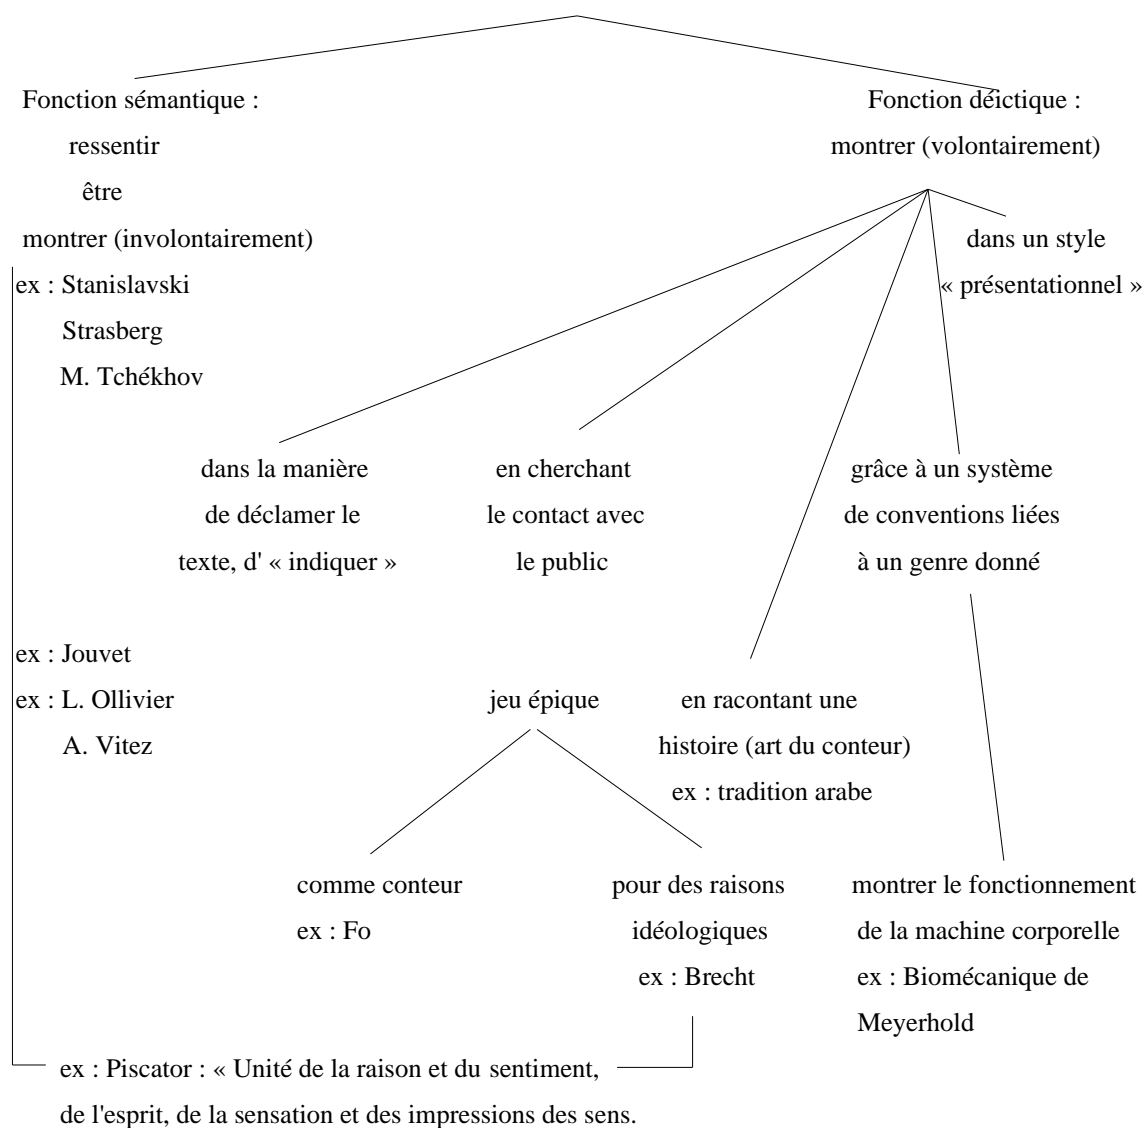 Fonction sémantique :
ressentir
être
montrer (involontairement)
ex : Stanislavski
Strasberg
M. Tchékhov
Fonction déictique :
montrer (volontairement)
dans un style
« présentationnel »
dans la manière
de déclamer le
texte, d' « indiquer »
en cherchant
le contact avec
le public
grâce à un système
de conventions liées
à un genre donné
ex : Jouvet
ex : L. Ollivier
A. Vitez
jeu épique
en racontant une
histoire (art du conteur)
ex : tradition arabe
comme conteur
ex : Fo
pour des raisons
idéologiques
ex : Brecht
montrer le fonctionnement
de la machine corporelle
ex : Biomécanique de
Meyerhold
ex : Piscator : « Unité de la raison et du sentiment,
de l'esprit, de la sensation et des impressions des sens.